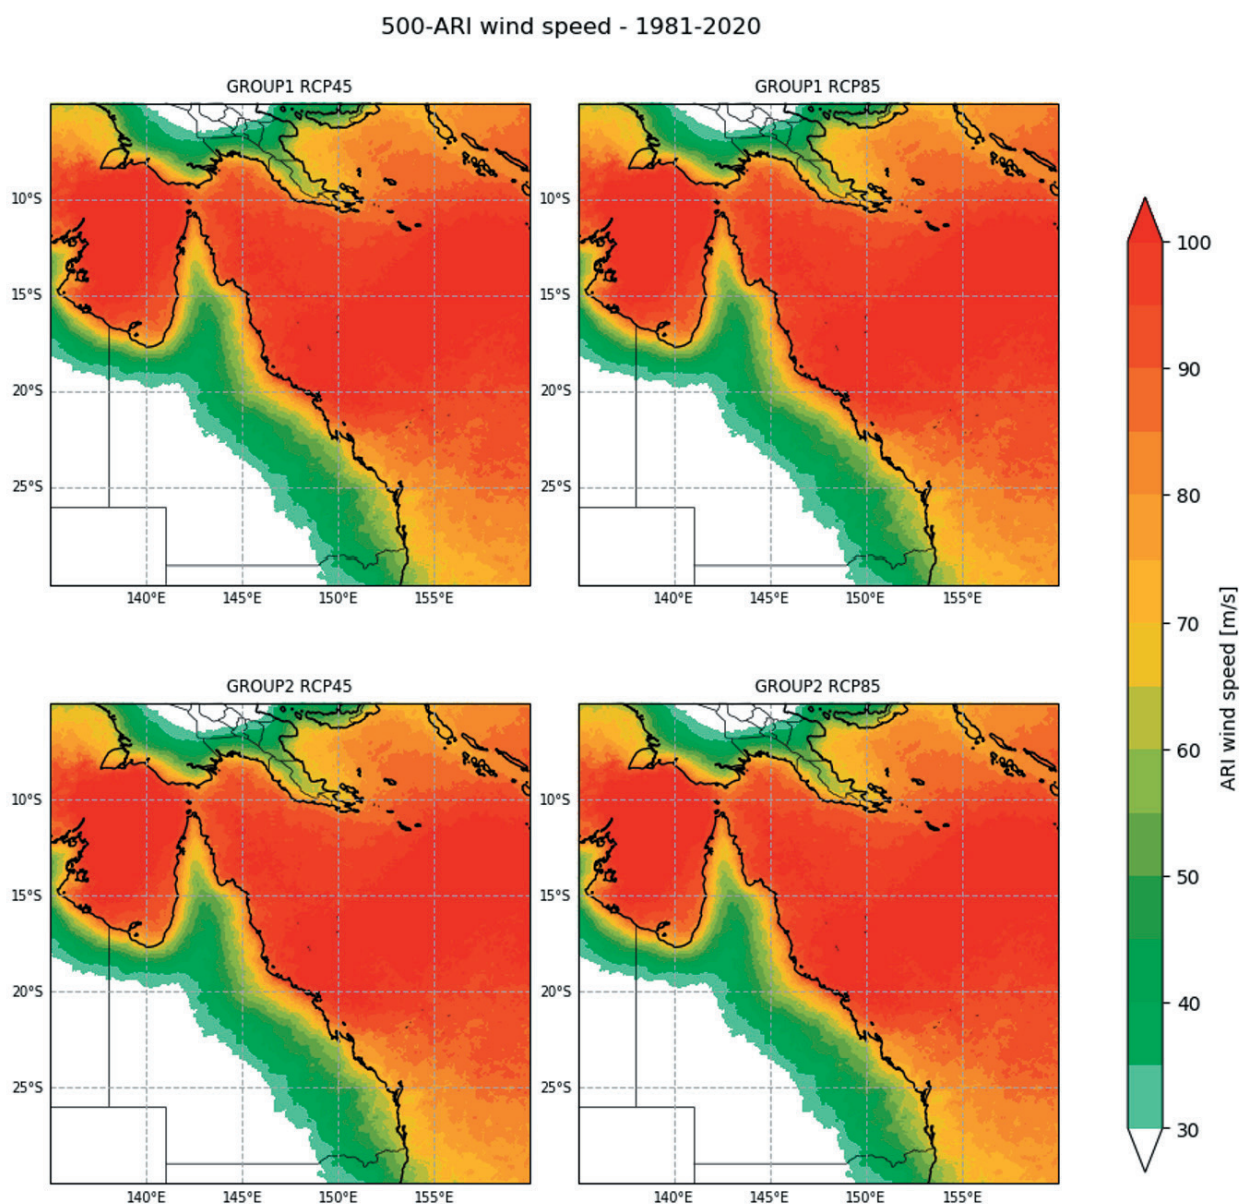 500-ARI wind speed - 1981-2020
GROUP1 RCP45
GROUP1 RCP85
10°S
15°S
20°S
25°S
140°E 145°E 150°E 155°E
10°S
15°S
20°S
25°S
140°E 145°E 150°E 155°E
GROUP2 RCP45
GROUP2 RCP85
10°S
15°S
20°S
25°S
140°E 145°E 150°E 155°E
10°S
15°S
20°S
25°S
140°E 145°E 150°E 155°E
100
90
80
70
60
50
40
30
ARI wind speed [m/s]